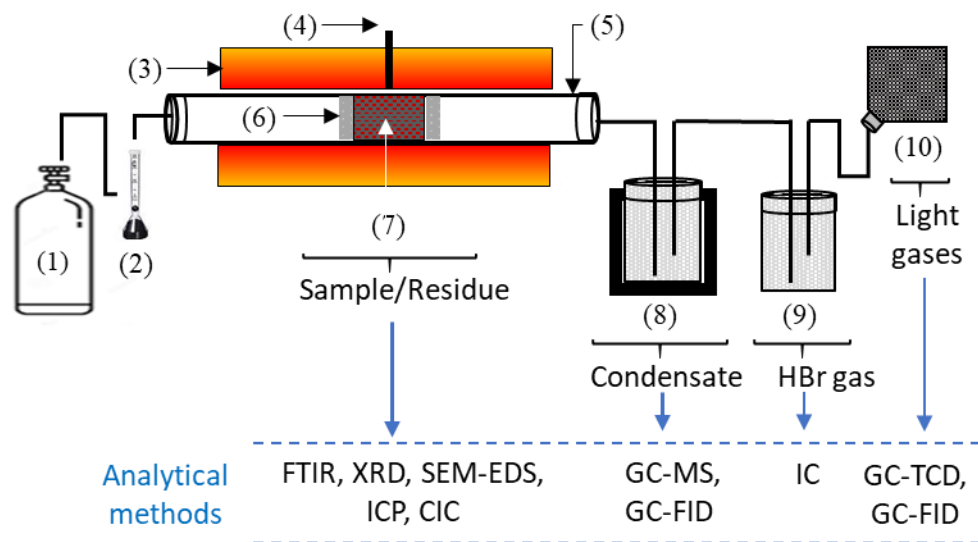 (4)
(5)
(3)
(6)
(10)
(1)
(2)
(7)
Light
gases
Sample/Residue
(8)
(9)
Condensate
HBr gas
Analytical
methods
FTIR, XRD, SEM-EDS,
ICP, CIC
GC-MS,
GC-FID
IC
GC-TCD,
GC-FID